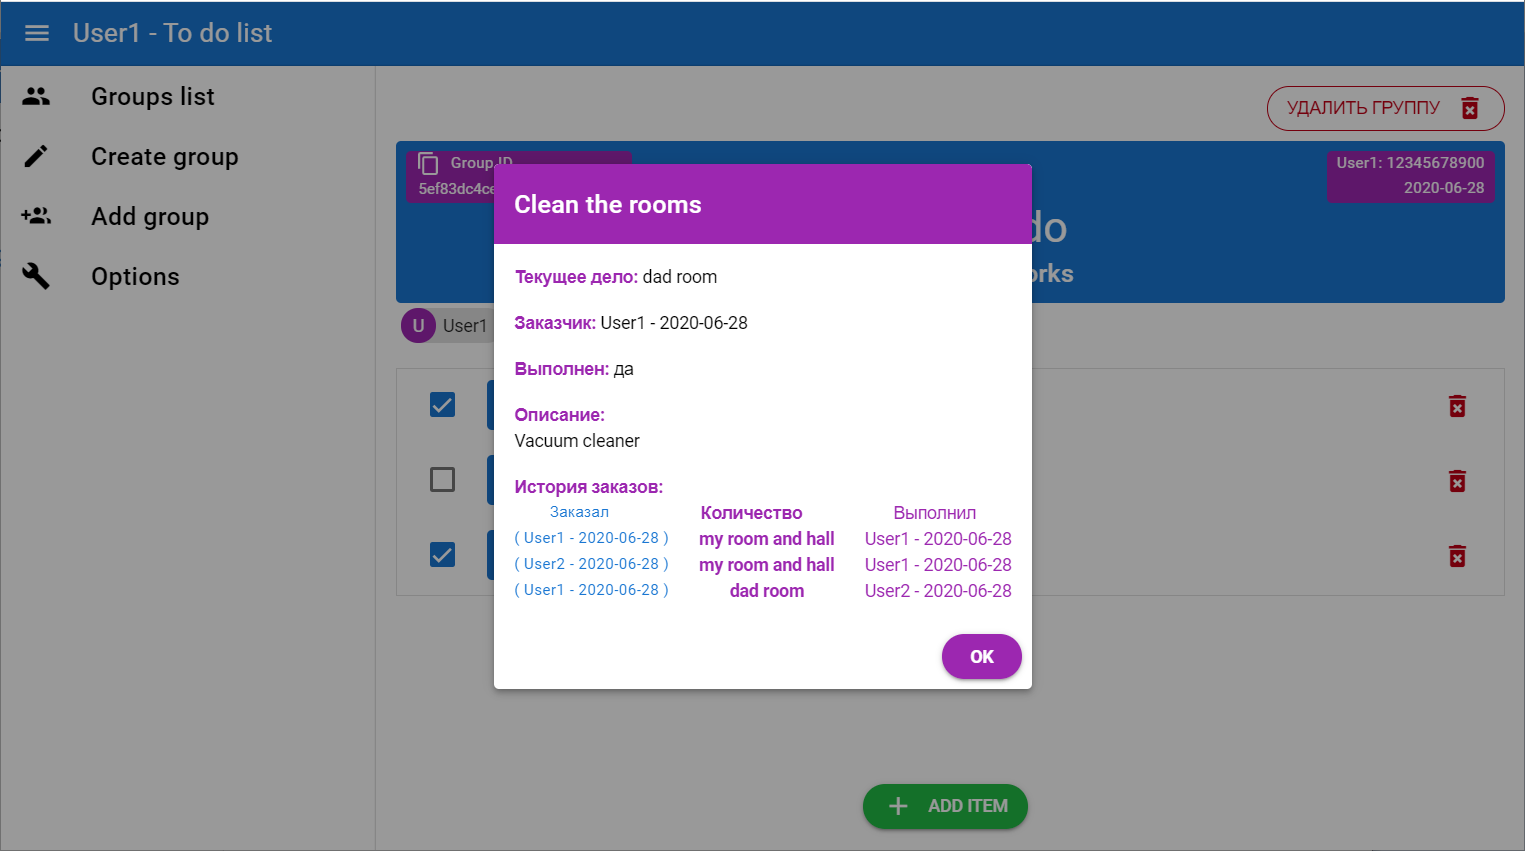 User1 - To do list
Groups list
Create group
Add group
Options
УДАЛИТЬ ГРУППУ
Group ID
User1: 12345678900
2020-06-28
do
U
User1
Clean the rooms
Текущее дело: dad room
Заказчик: User1 - 2020-06-28
Выполнен: да
Описание:
Vacuum cleaner
История заказов:
Заказал Количество Выполнил
( User1 - 2020-06-28 ) my room and hall User1 - 2020-06-28
( User2 - 2020-06-28 ) my room and hall User1 - 2020-06-28
( User1 - 2020-06-28 ) dad room User2 - 2020-06-28
OK
ADD ITEM